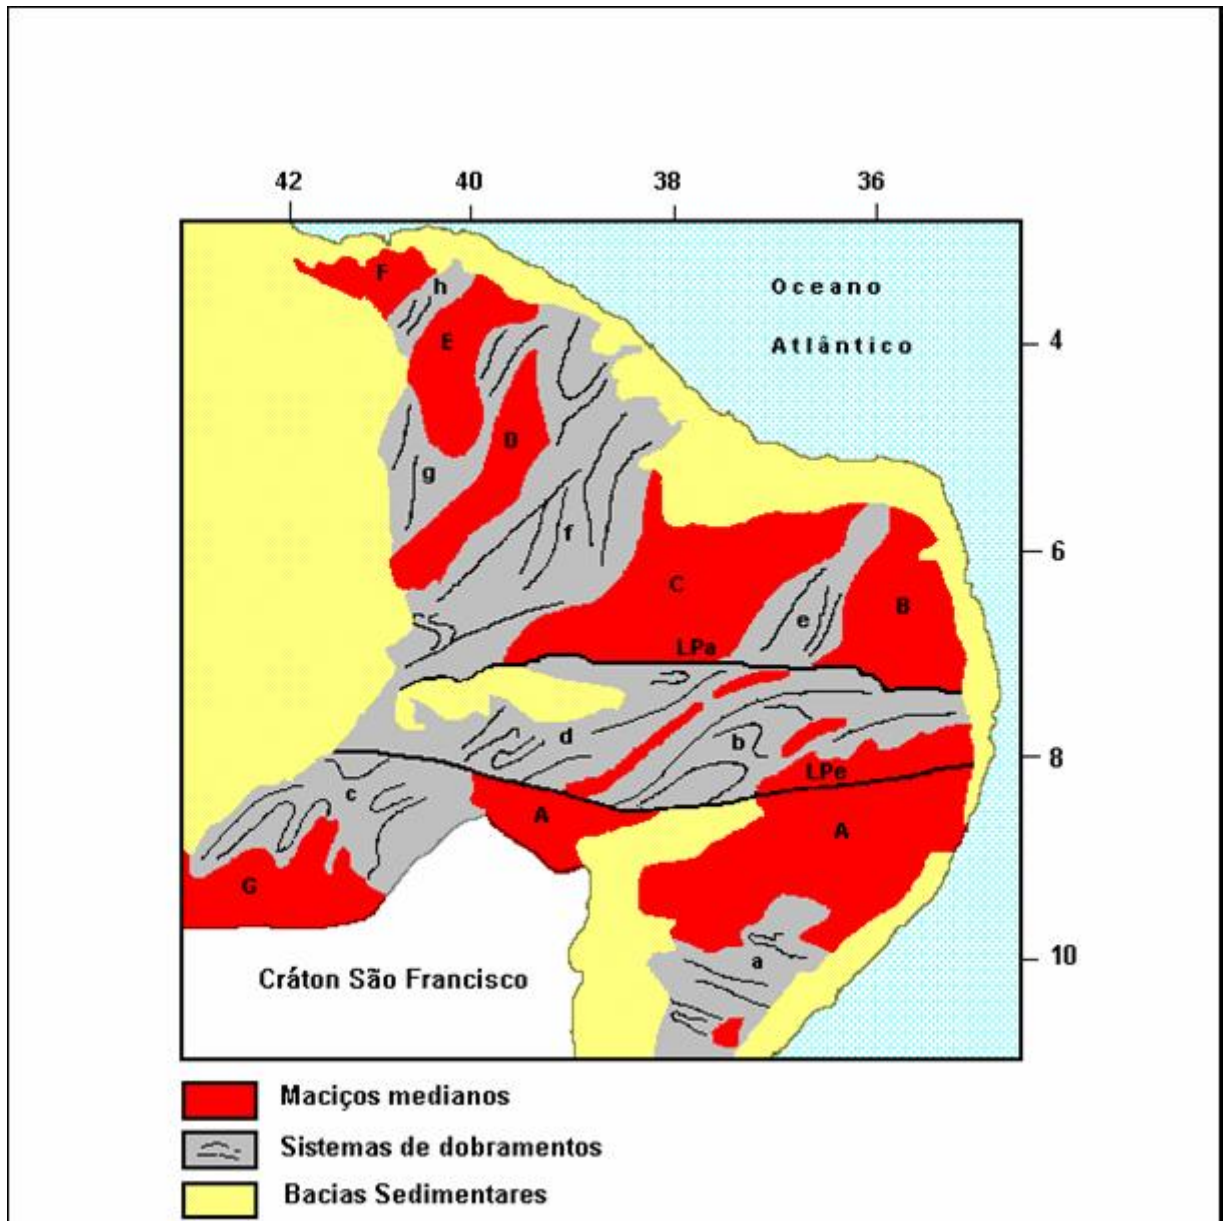 42 40 38 36
F
h
Oceano
E
Atlântico
4
D
g
f
6
C
B
e
LPa
d
b
8
LPe
c
A
A
G
a
10
Cráton São Francisco
Maciços medianos
Sistemas de dobramentos
Bacias Sedimentares